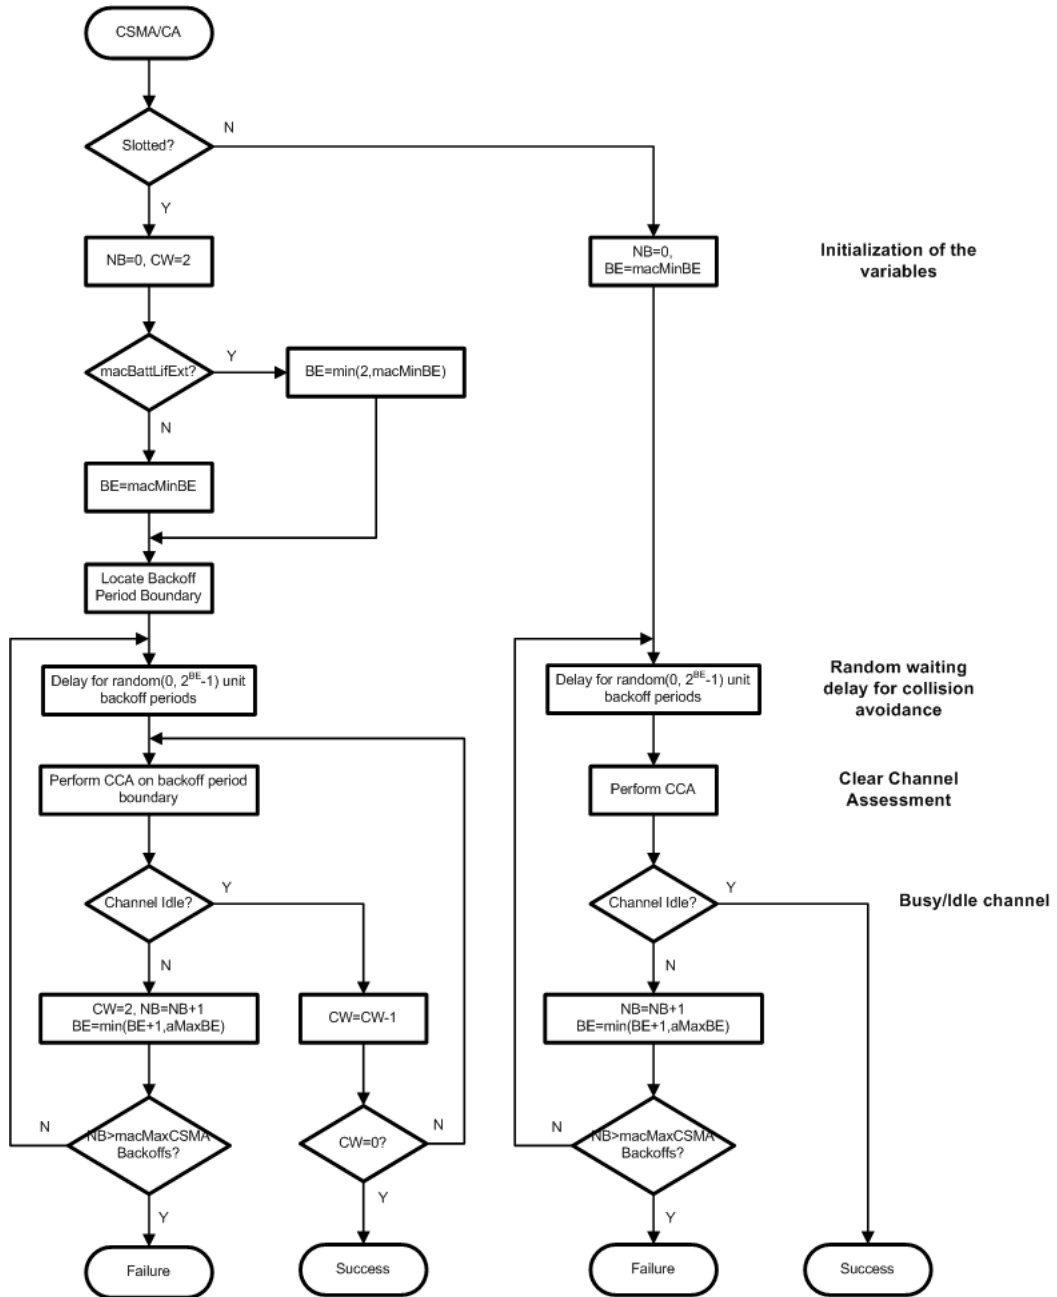 CSMA/CA
Slotted?
N
Y
NB=0, CW=2
NB=0,
BE=macMinBE
Initialization of the
variables
macBattLifExt?
Y
BE=min(2,macMinBE)
N
BE=macMinBE
Locate Backoff
Period Boundary
Delay for random(0, 2^BE-1) unit
backoff periods
Delay for random(0, 2^BE-1) unit
backoff periods
Random waiting
delay for collision
avoidance
Perform CCA on backoff period
boundary
Perform CCA
Clear Channel
Assessment
Channel Idle?
Y
Channel Idle?
Y
Busy/Idle channel
N
N
CW=2, NB=NB+1
BE=min(BE+1,aMaxBE)
CW=CW-1
NB=NB+1
BE=min(BE+1,aMaxBE)
N
NB>macMaxCSMA
Backoffs?
CW=0?
N
N
NB>macMaxCSMA
Backoffs?
Y
Y
Y
Failure
Success
Failure
Success